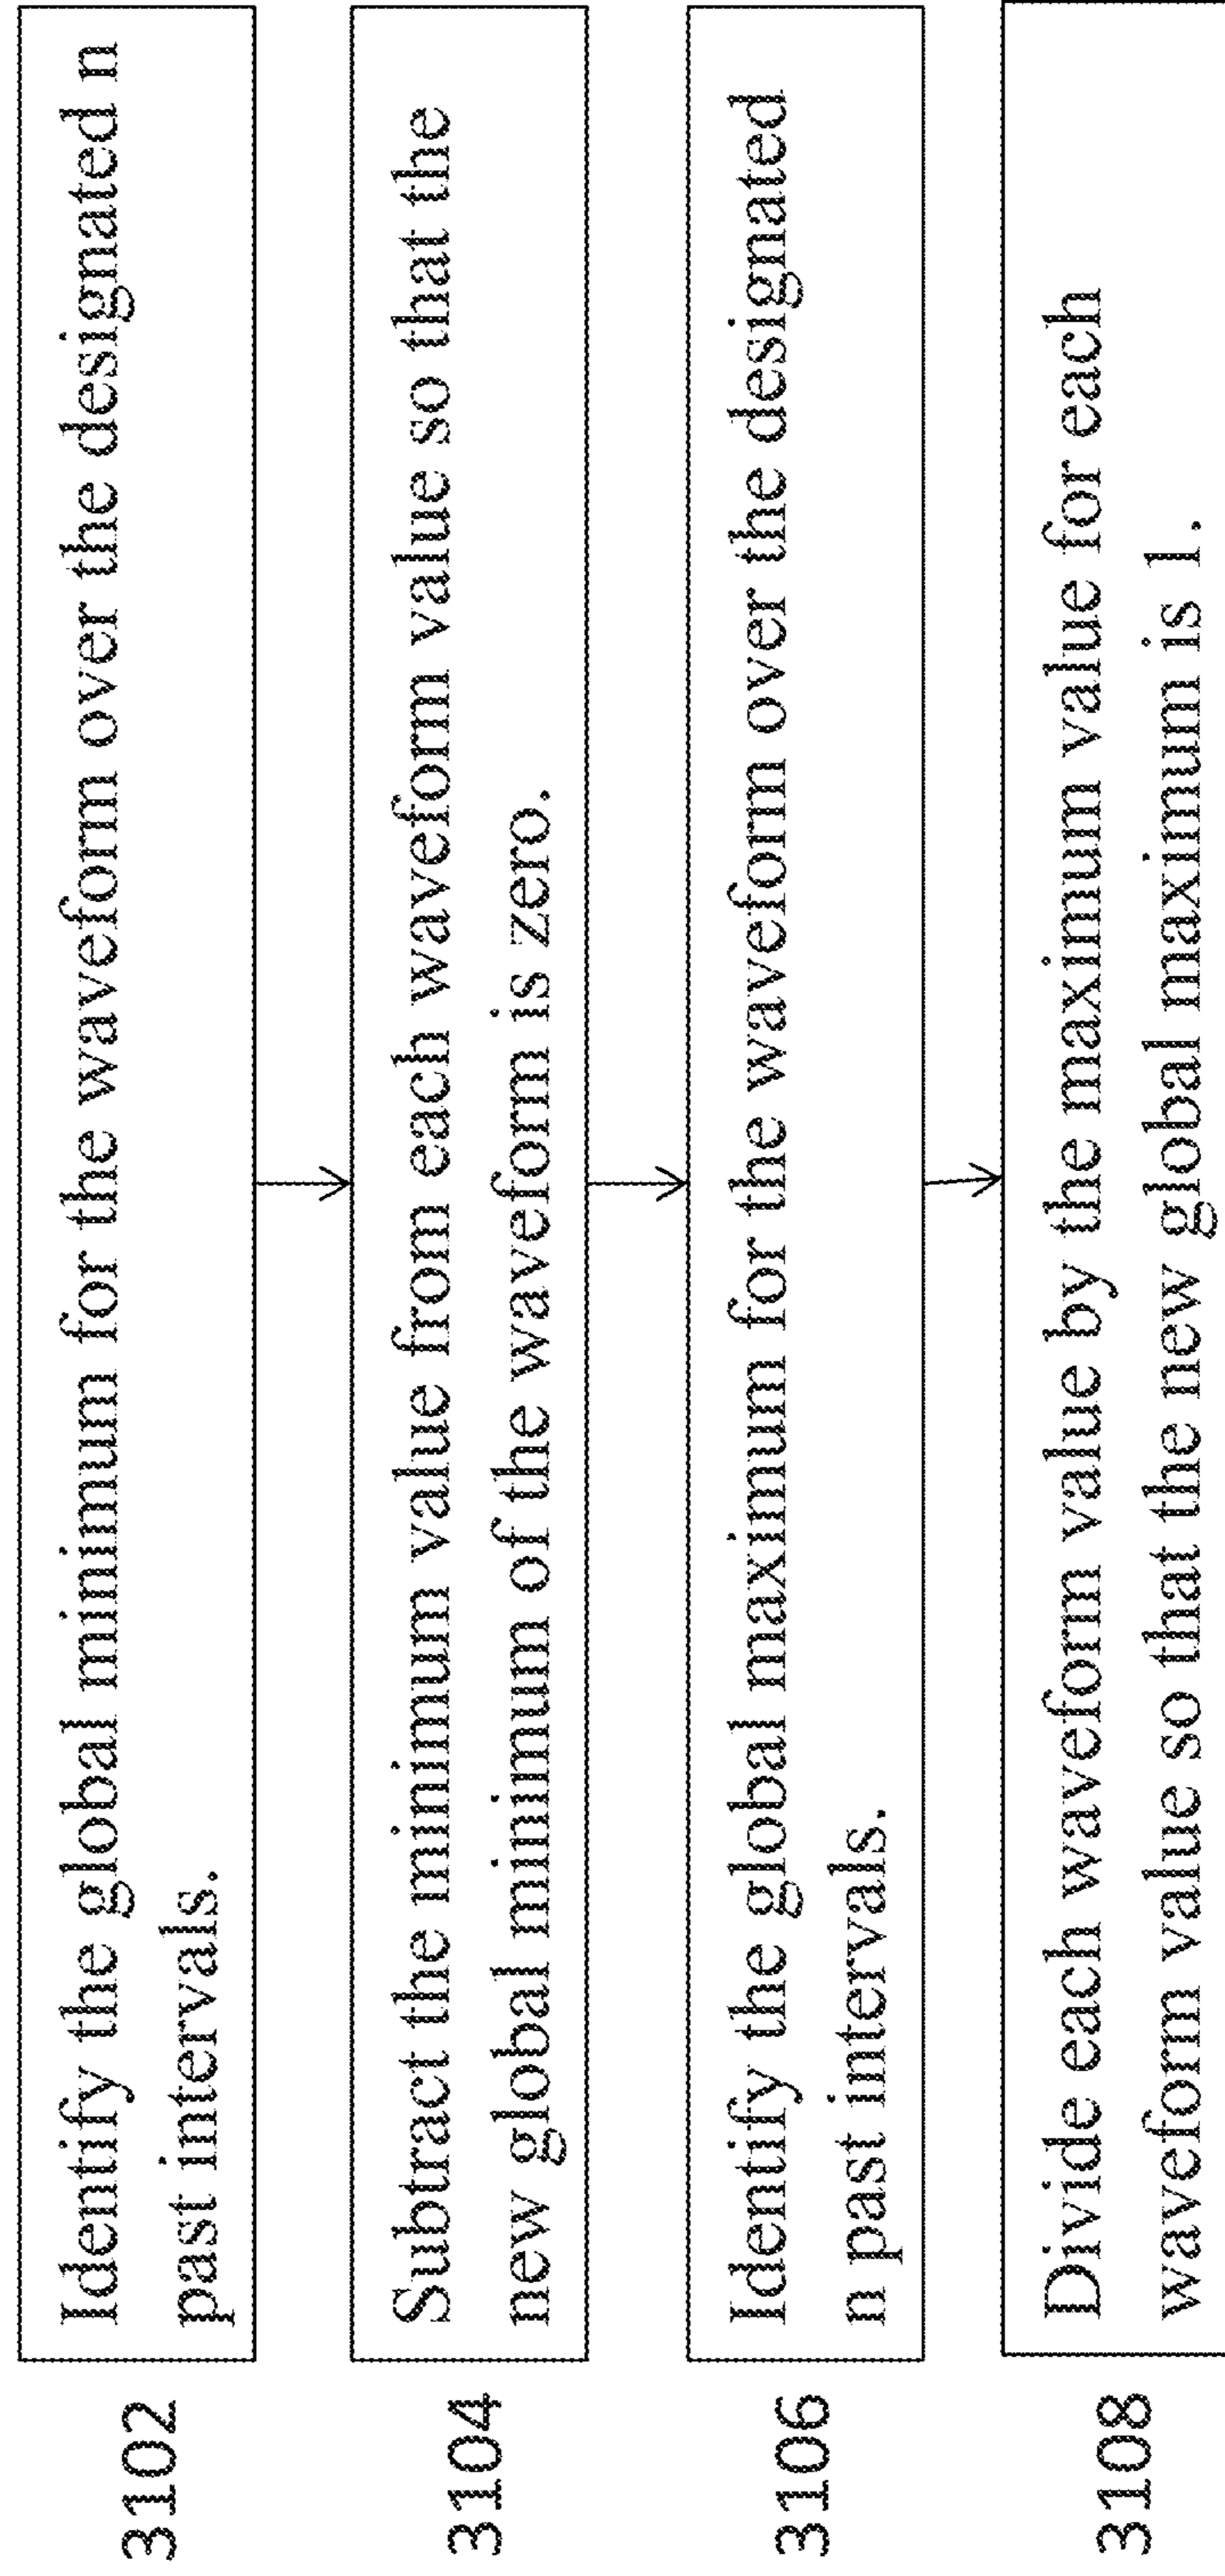 3102
Identify the global minimum for the waveform over the designated n
past intervals.
3104
Subtract the minimum value from each waveform value so that the
new global minimum of the waveform is zero.
3106
Identify the global maximum for the waveform over the designated
n past intervals.
3108
Divide each waveform value by the maximum value for each
waveform value so that the new global maximum is 1.